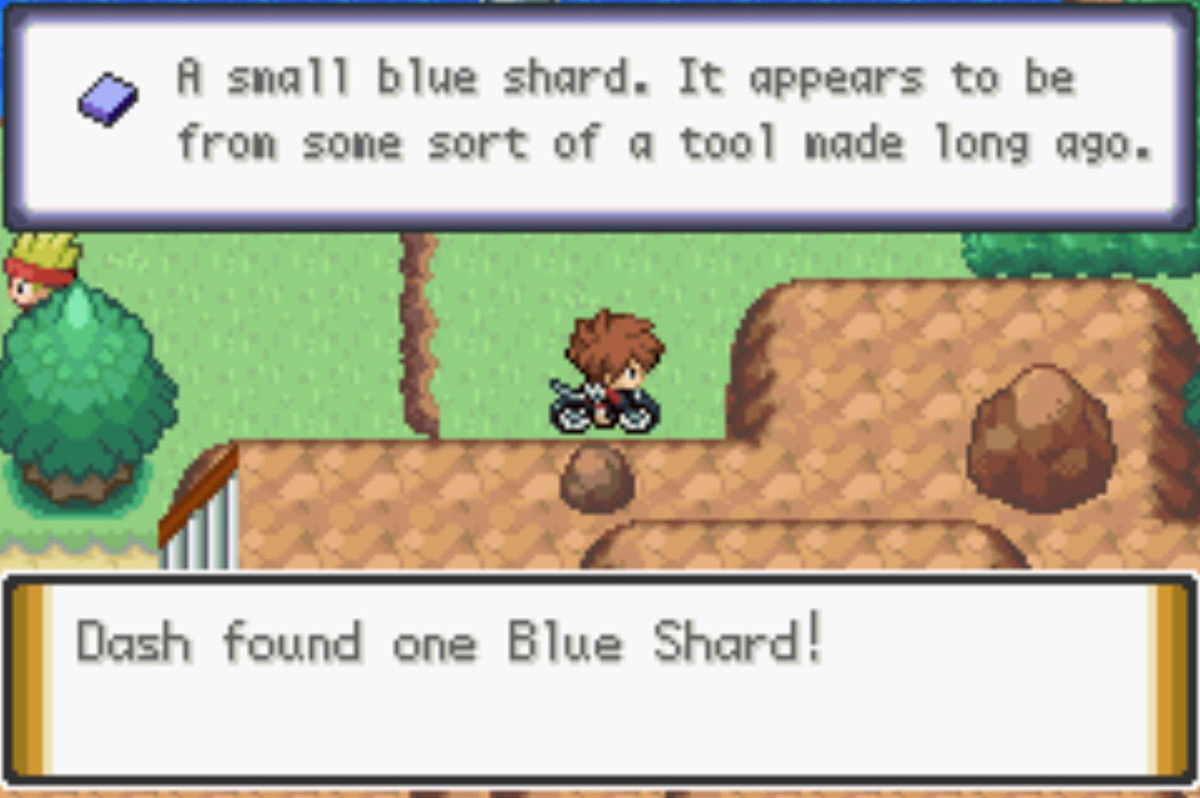 A small blue shard. It appears to be
from some sort of a tool made long ago.
Dash found one Blue Shard!